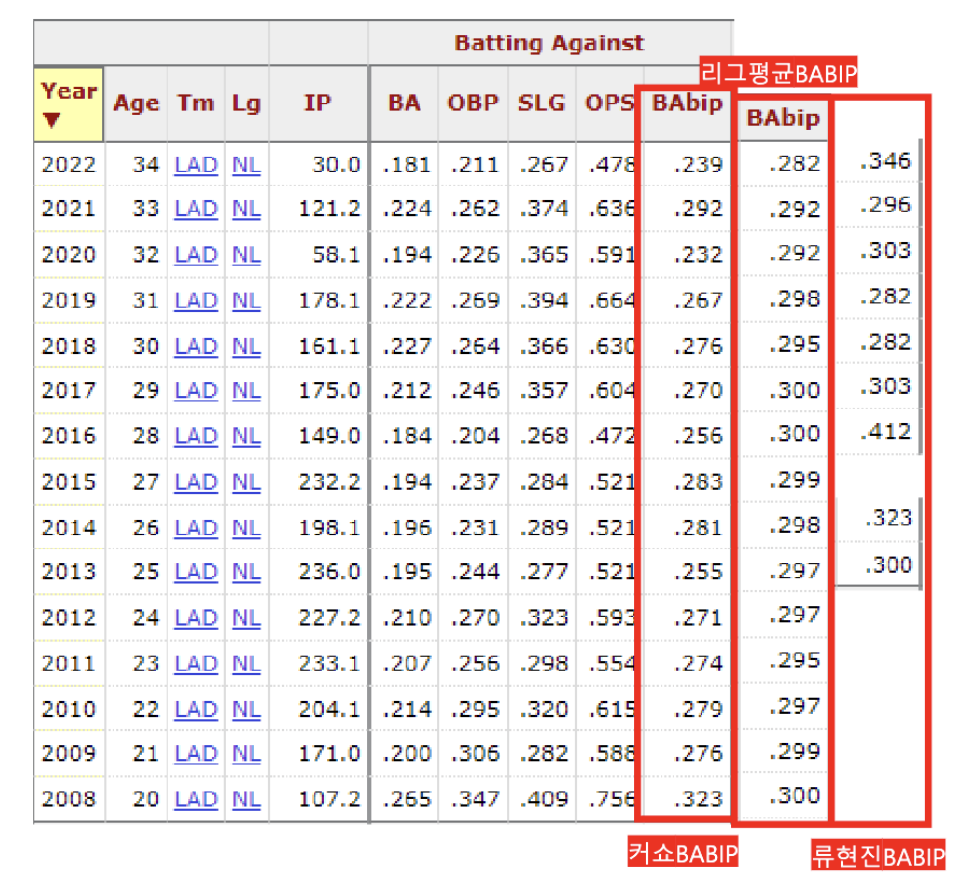 Batting Against
리그평균BABIP
Year ▼ Age Tm Lg IP BA OBP SLG OPS BAbip BAbip
2022 34 LAD NL 30.0 .181 .211 .267 .478 .239 .282 .346
2021 33 LAD NL 121.2 .224 .262 .374 .636 .292 .292 .296
2020 32 LAD NL 58.1 .194 .226 .365 .591 .232 .292 .303
2019 31 LAD NL 178.1 .222 .269 .394 .664 .267 .298 .282
2018 30 LAD NL 161.1 .227 .264 .366 .630 .276 .295 .282
2017 29 LAD NL 175.0 .212 .246 .357 .604 .270 .300 .303
2016 28 LAD NL 149.0 .184 .204 .268 .472 .256 .300 .412
2015 27 LAD NL 232.2 .194 .237 .284 .521 .283 .299
2014 26 LAD NL 198.1 .196 .231 .289 .521 .281 .298 .323
2013 25 LAD NL 236.0 .195 .244 .277 .521 .255 .297 .300
2012 24 LAD NL 227.2 .210 .270 .323 .593 .271 .297
2011 23 LAD NL 233.1 .207 .256 .298 .554 .274 .295
2010 22 LAD NL 204.1 .214 .295 .320 .615 .279 .297
2009 21 LAD NL 171.0 .200 .306 .282 .588 .276 .299
2008 20 LAD NL 107.2 .265 .347 .409 .756 .323 .300
커쇼BABIP 류현진BABIP